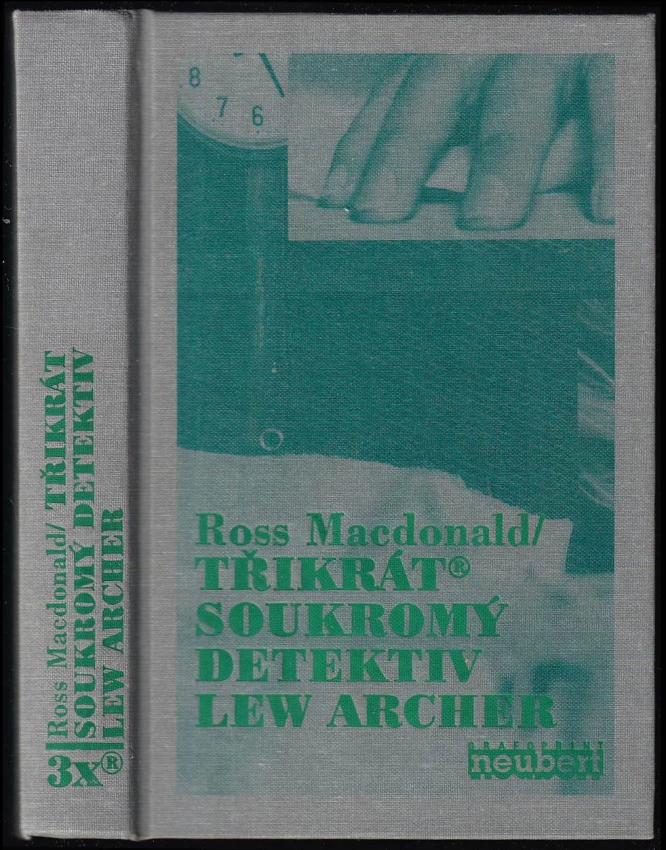 8
7
6
Ross Macdonald/
TŘIKRÁT®
SOUKROMÝ
DETEKTIV
LEW ARCHER
GRAFOPRINT
neubert
Ross Macdonald/ TŘIKRÁT
SOUKROMÝ DETEKTIV
LEW ARCHER
3x®